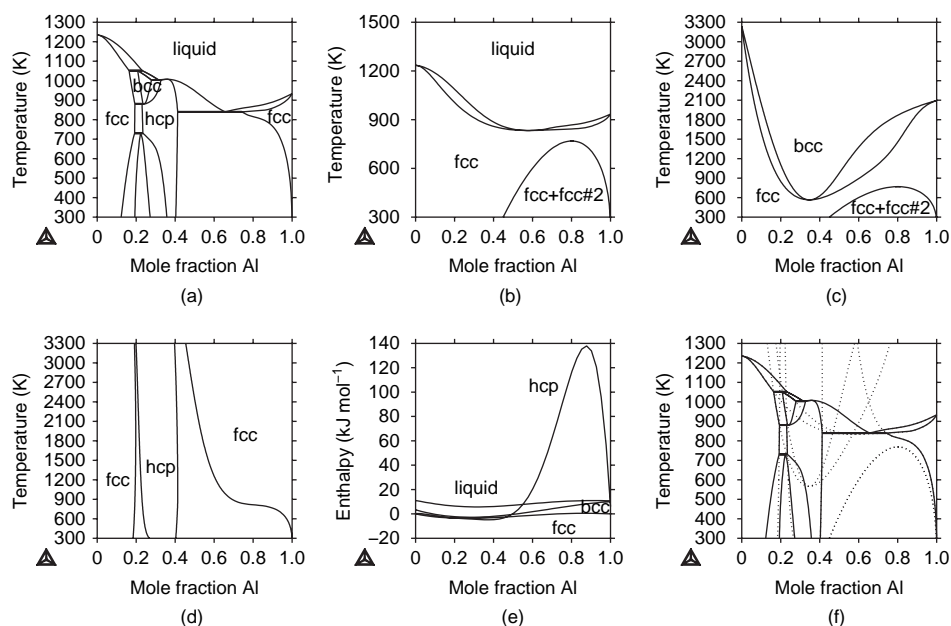 1300
1200
1100
1000
900
800
700
600
500
400
300
Temperature (K)
liquid
bcc
fcc
hcp
fcc
0 0.2 0.4 0.6 0.8 1.0
Mole fraction Al
(a)
1500
1200
900
600
300
Temperature (K)
liquid
fcc
fcc+fcc#2
0 0.2 0.4 0.6 0.8 1.0
Mole fraction Al
(b)
3300
3000
2700
2400
2100
1800
1500
1200
900
600
300
Temperature (K)
bcc
fcc
fcc+fcc#2
0 0.2 0.4 0.6 0.8 1.0
Mole fraction Al
(c)
3300
3000
2700
2400
2100
1800
1500
1200
900
600
300
Temperature (K)
fcc
hcp
fcc
0 0.2 0.4 0.6 0.8 1.0
Mole fraction Al
(d)
140
120
100
80
60
40
20
0
−20
Enthalpy (kJ mol−1)
hcp
liquid
bcc
fcc
0 0.2 0.4 0.6 0.8 1.0
Mole fraction Al
(e)
1300
1200
1100
1000
900
800
700
600
500
400
300
Temperature (K)
0 0.2 0.4 0.6 0.8 1.0
Mole fraction Al
(f)